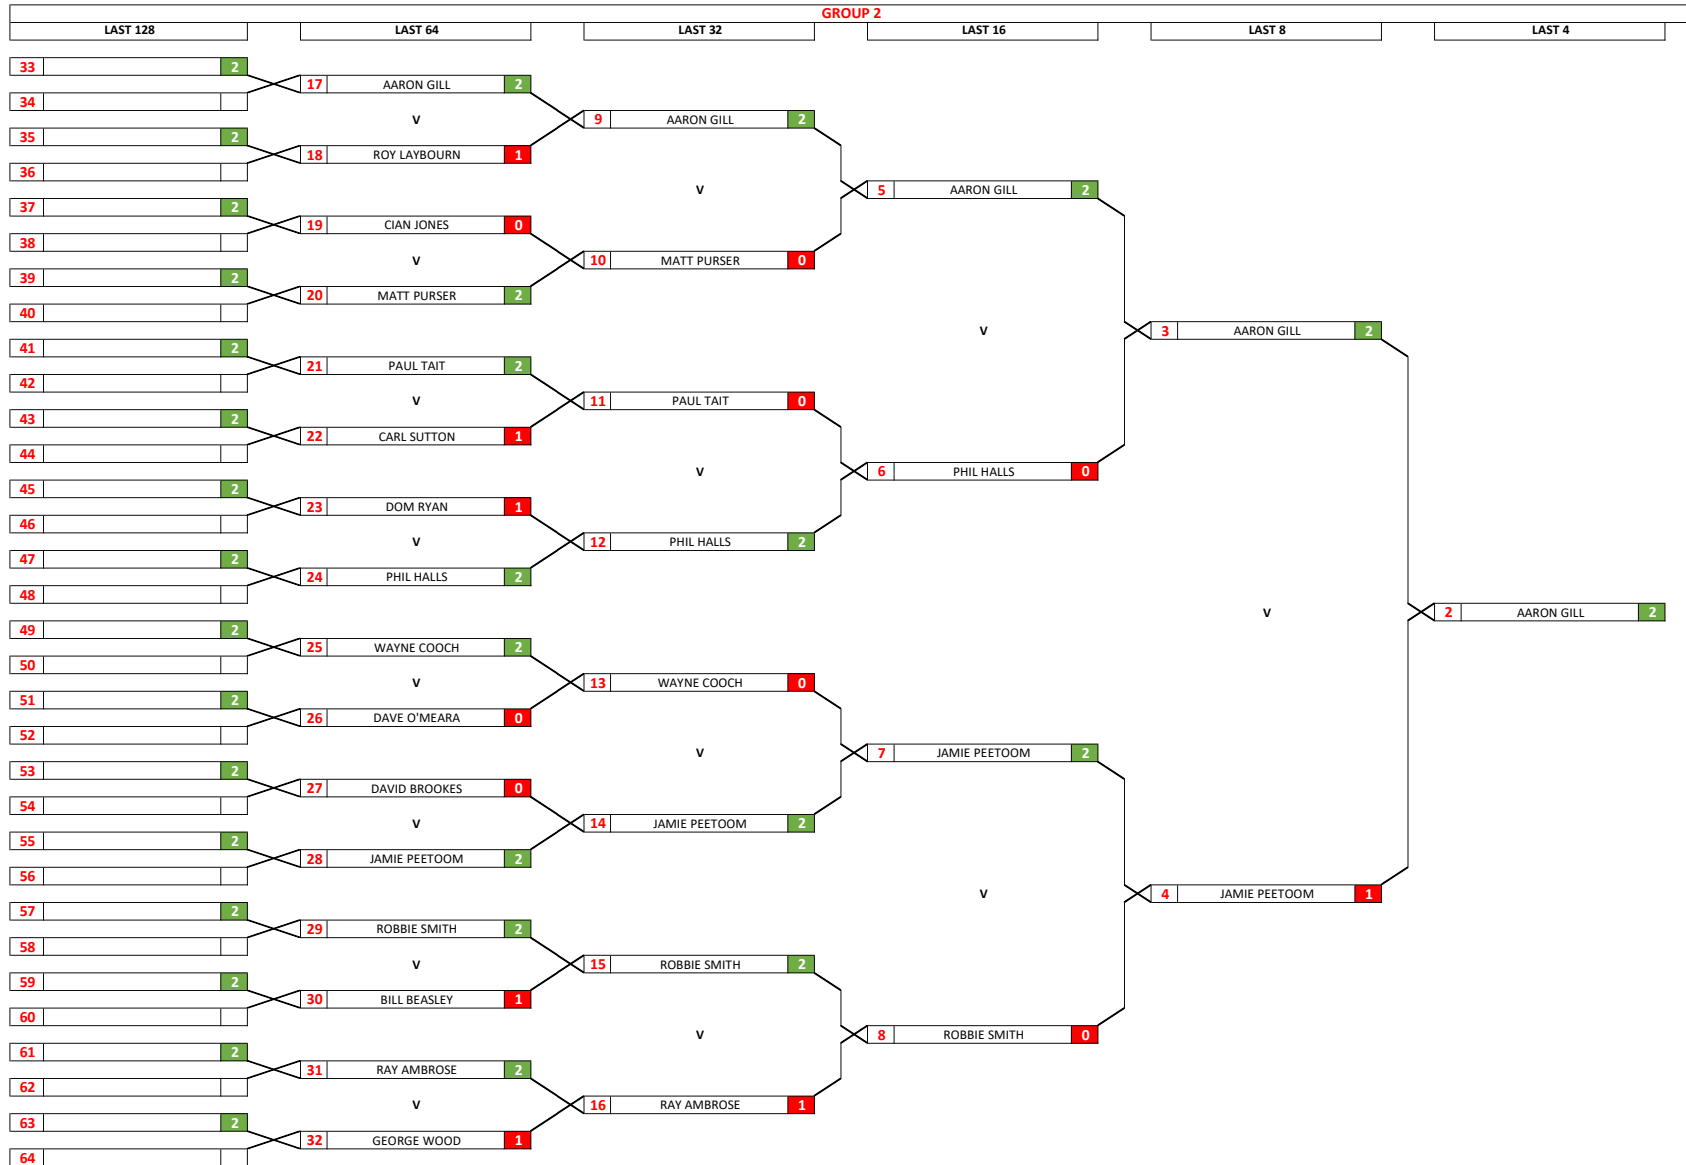 GROUP 2
LAST 128 LAST 64 LAST 32 LAST 16 LAST 8 LAST 4
33 2
17 AARON GILL 2
34
9 AARON GILL 2
V
35 2
18 ROY LAYBOURN 1
36
5 AARON GILL 2
V
37 2
19 CIAN JONES 0
38
10 MATT PURSER 0
V
39 2
20 MATT PURSER 2
40
3 AARON GILL 2
V
41 2
21 PAUL TAIT 2
42
11 PAUL TAIT 0
V
43 2
22 CARL SUTTON 1
44
6 PHIL HALLS 0
V
45 2
23 DOM RYAN 1
46
12 PHIL HALLS 2
V
47 2
24 PHIL HALLS 2
48
2 AARON GILL 2
V
49 2
25 WAYNE COOCH 2
50
13 WAYNE COOCH 0
V
51 2
26 DAVE O'MEARA 0
52
7 JAMIE PEETOOM 2
V
53 2
27 DAVID BROOKES 0
54
14 JAMIE PEETOOM 2
V
55 2
28 JAMIE PEETOOM 2
56
4 JAMIE PEETOOM 1
V
57 2
29 ROBBIE SMITH 2
58
15 ROBBIE SMITH 2
V
59 2
30 BILL BEASLEY 1
60
8 ROBBIE SMITH 0
V
61 2
31 RAY AMBROSE 2
62
16 RAY AMBROSE 1
V
63 2
32 GEORGE WOOD 1
64